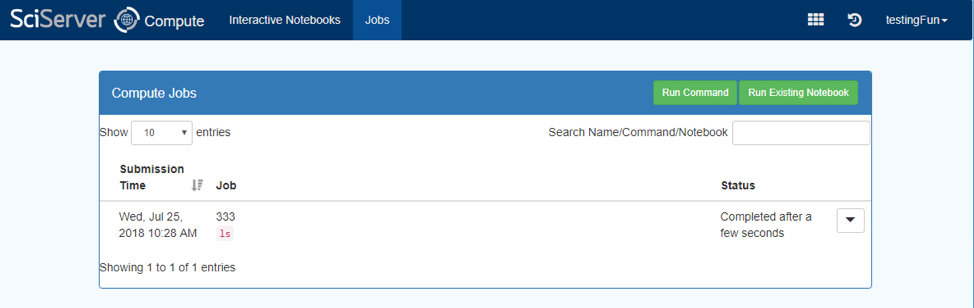 SciServer Compute Interactive Notebooks Jobs testingFun
Compute Jobs Run Command Run Existing Notebook
Show 10 entries Search Name/Command/Notebook
Submission
Time Job Status
Wed, Jul 25, 333 Completed after a
2018 10:28 AM ls few seconds
Showing 1 to 1 of 1 entries